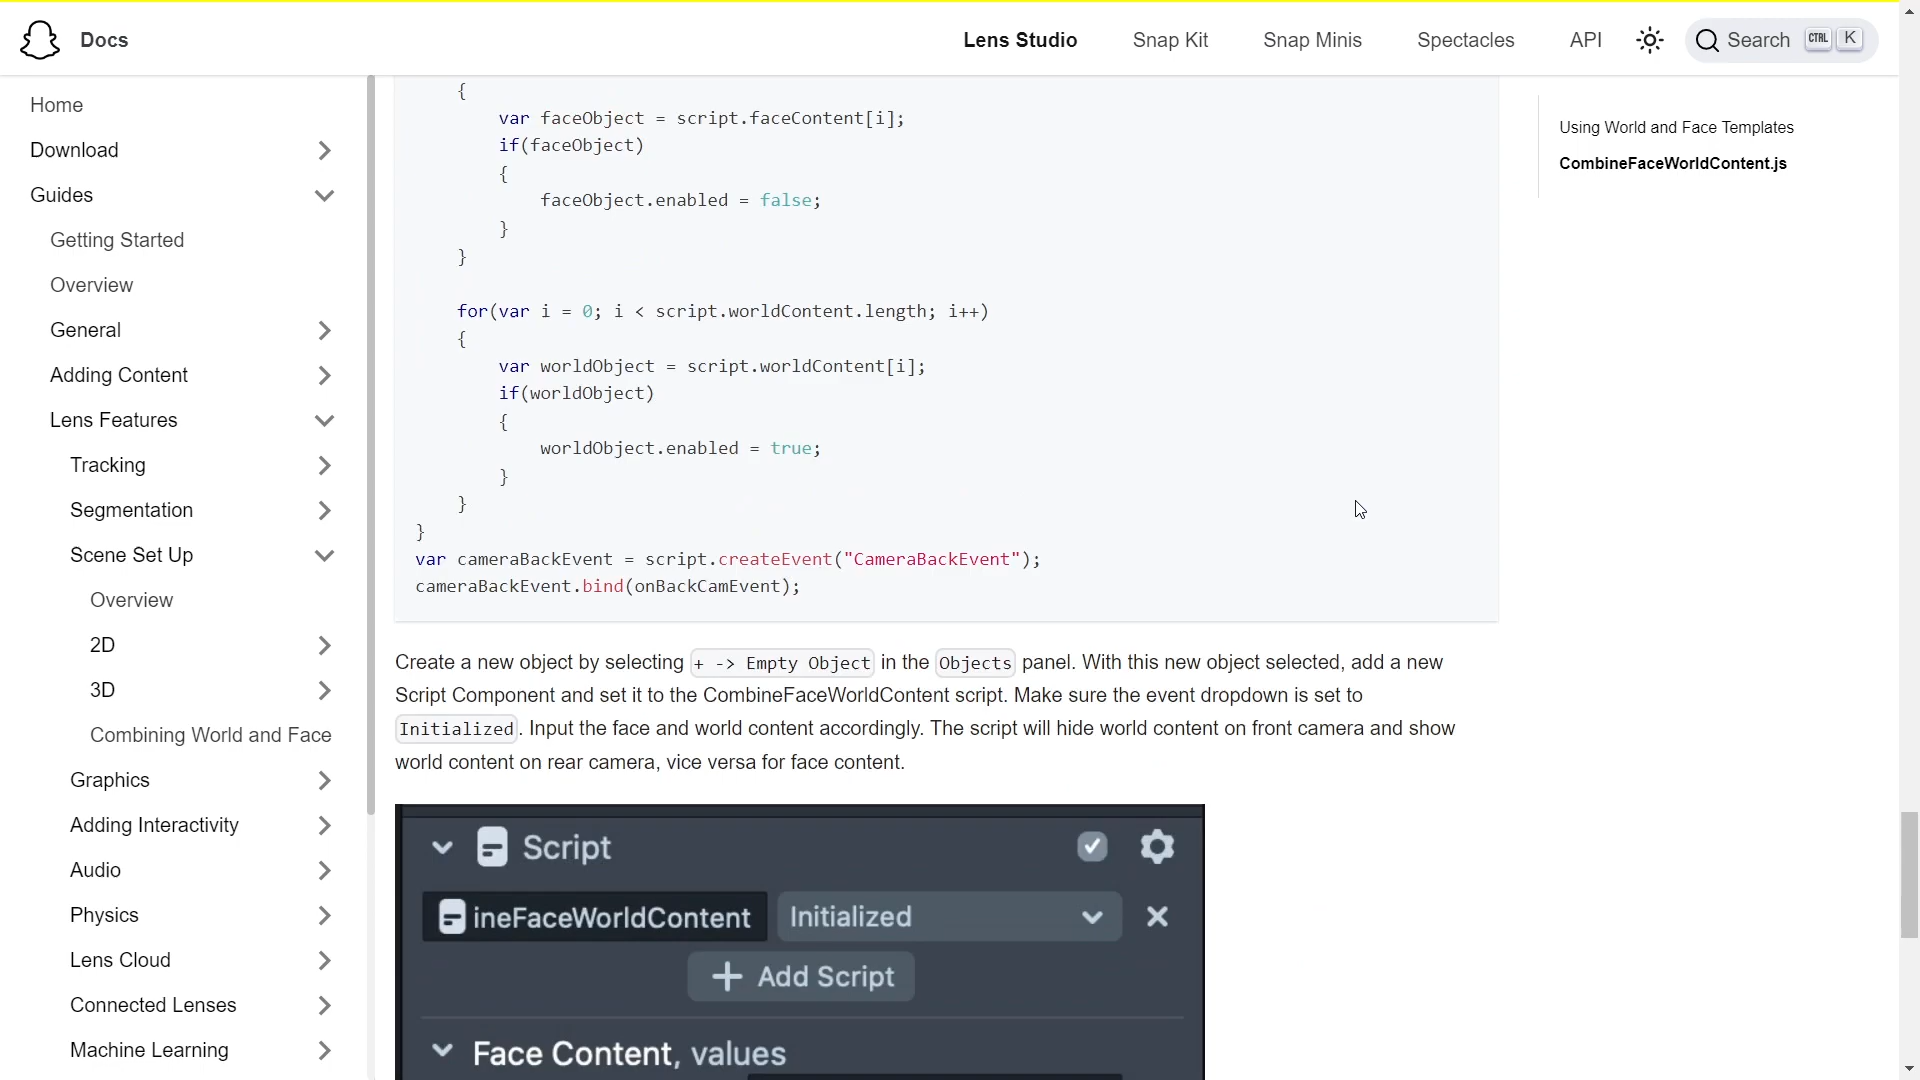 Docs
Lens Studio
Snap Kit
Snap Minis
Spectacles
API
Search
CTRL K
Home
Download
Guides
Getting Started
Overview
General
Adding Content
Lens Features
Tracking
Segmentation
Scene Set Up
Overview
2D
3D
Combining World and Face
Graphics
Adding Interactivity
Audio
Physics
Lens Cloud
Connected Lenses
Machine Learning
{
var faceObject = script.faceContent[i];
if(faceObject)
{
faceObject.enabled = false;
}
}
for(var i = 0; i < script.worldContent.length; i++)
{
var worldObject = script.worldContent[i];
if(worldObject)
{
worldObject.enabled = true;
}
}
}
var cameraBackEvent = script.createEvent("CameraBackEvent");
cameraBackEvent.bind(onBackCamEvent);
Create a new object by selecting + -> Empty Object in the Objects panel. With this new object selected, add a new
Script Component and set it to the CombineFaceWorldContent script. Make sure the event dropdown is set to
Initialized. Input the face and world content accordingly. The script will hide world content on front camera and show
world content on rear camera, vice versa for face content.
Script
ineFaceWorldContent
Initialized
+ Add Script
Face Content, values
Using World and Face Templates
CombineFaceWorldContent.js